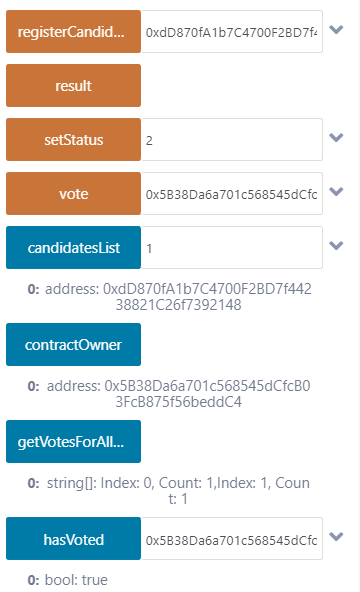 registerCandid... 0xdD870fA1b7C4700F2BD7f4
result
setStatus 2
vote 0x5B38Da6a701c568545dCfc
candidatesList 1
0: address: 0xdD870fA1b7C4700F2BD7f442
38821C26f7392148
contractOwner
0: address: 0x5B38Da6a701c568545dCfcB0
3FcB875f56beddC4
getVotesForAll...
0: string[]: Index: 0, Count: 1,Index: 1, Coun
t: 1
hasVoted 0x5B38Da6a701c568545dCfc
0: bool: true